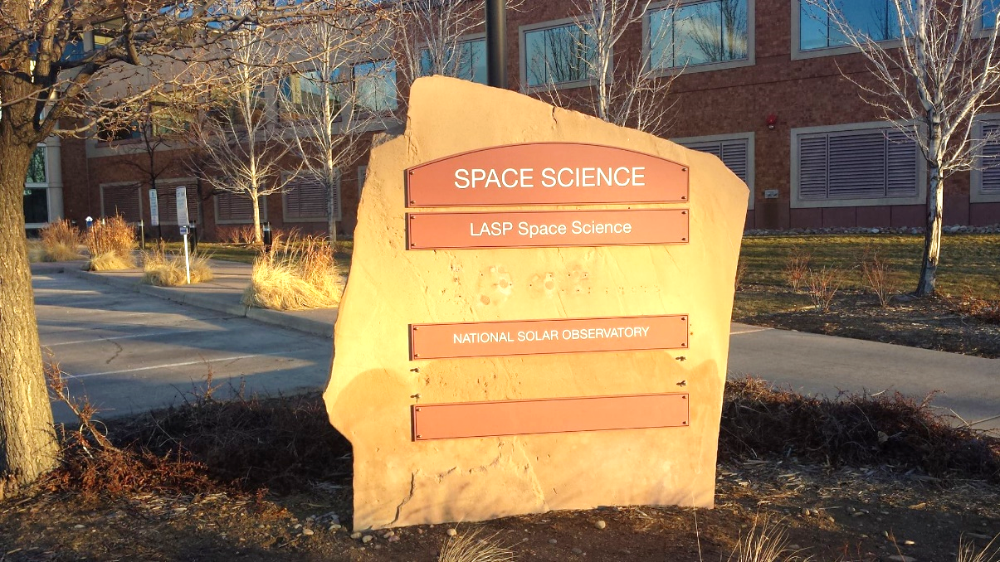 SPACE SCIENCE
LASP Space Science
NATIONAL SOLAR OBSERVATORY